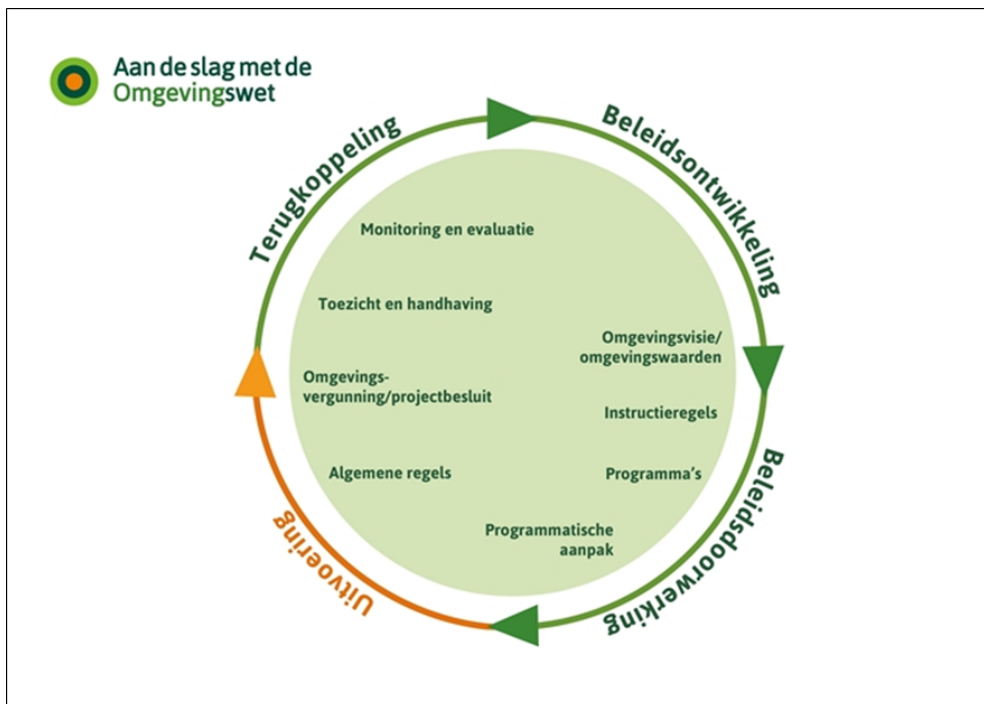 Aan de slag met de
Omgevingswet
Terugkoppeling
Beleidsontwikkeling
Monitoring en evaluatie
Toezicht en handhaving
Omgevingsvisie/
omgevingswaarden
Omgevings-
vergunning/projectbesluit
Instructieregels
Algemene regels
Programma's
Programmatische
aanpak
Uitvoering
Beleidsdoorwerking